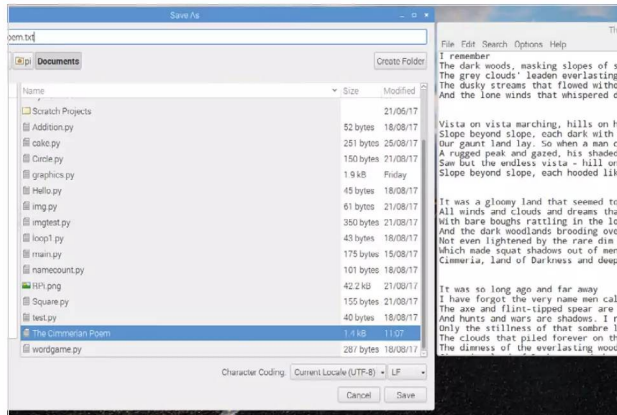 Save As
oem.txt
pi Documents Create Folder
Name Size Modified
Scratch Projects 21/06/17
Addition.py 52 bytes 18/08/17
cake.py 251 bytes 25/08/17
Circle.py 150 bytes 21/08/17
graphics.py 1.9 kB Friday
Hello.py 45 bytes 18/08/17
img.py 61 bytes 21/08/17
imgtest.py 350 bytes 21/08/17
loop1.py 43 bytes 18/08/17
main.py 175 bytes 15/08/17
namecount.py 101 bytes 18/08/17
RPi.png 42.2 kB 21/08/17
Square.py 155 bytes 21/08/17
test.py 40 bytes 18/08/17
The Cimmerian Poem 1.4 kB 11:07
wordgame.py 287 bytes 18/08/17
Character Coding: Current Locale (UTF-8) LF
Cancel Save
Th
File Edit Search Options Help
I remember
The dark woods, masking slopes of s
The grey clouds' leaden everlasting
The dusky streams that flowed witho
And the lone winds that whispered d
Vista on vista marching, hills on h
Slope beyond slope, each dark with
Our gaunt land lay. So when a man c
A rugged peak and gazed, his shaded
Saw but the endless vista - hill on
Slope beyond slope, each hooded lik
It was a gloomy land that seemed to
All winds and clouds and dreams tha
With bare boughs rattling in the lo
And the dark woodlands brooding ove
Not even lightened by the rare dim
Which made squat shadows out of men
Cimmeria, land of Darkness and deep
It was so long ago and far away
I have forgot the very name men cal
The axe and flint-tipped spear are
And hunts and wars are shadows. I r
Only the stillness of that sombre l
The clouds that piled forever on th
The dimness of the everlasting wood